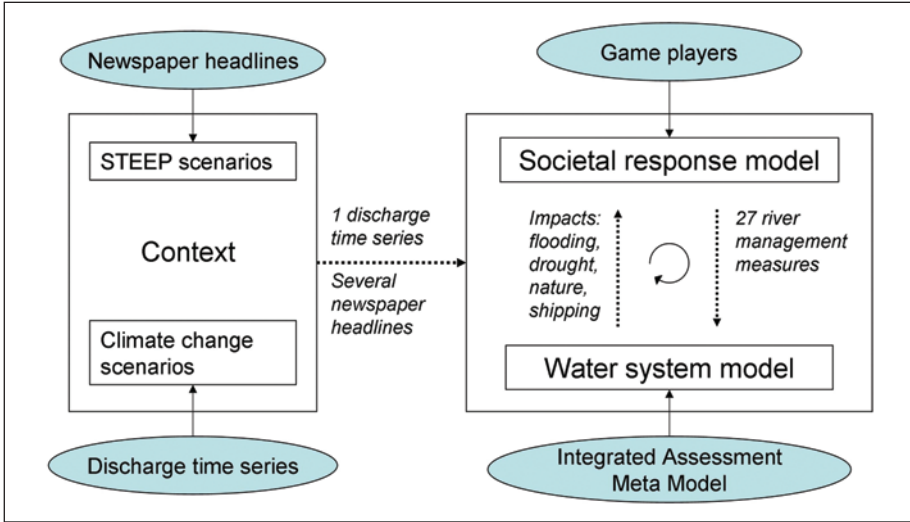 Newspaper headlines
Game players
STEEP scenarios
Context
Climate change
scenarios
Discharge time series
1 discharge
time series
Several
newspaper
headlines
Societal response model
Impacts:
flooding,
drought,
nature,
shipping
27 river
management
measures
Water system model
Integrated Assessment
Meta Model